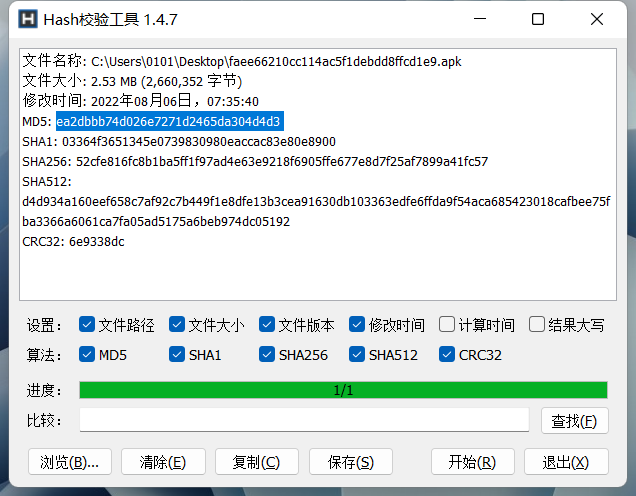 Hash校验工具 1.4.7
文件名称: C:\Users\0101\Desktop\faee66210cc114ac5f1debdd8ffcd1e9.apk
文件大小: 2.53 MB (2,660,352 字节)
修改时间: 2022年08月06日，07:35:40
MD5: ea2dbbb74d026e7271d2465da304d4d3
SHA1: 03364f3651345e0739830980eaccac83e80e8900
SHA256: 52cfe816fc8b1ba5ff1f97ad4e63e9218f6905ffe677e8d7f25af7899a41fc57
SHA512:
d4d934a160eef658c7af92c7b449f1e8dfe13b3cea91630db103363edfe6ffda9f54aca685423018cafbee75f
ba3366a6061ca7fa05ad5175a6beb974dc05192
CRC32: 6e9338dc
设置： 文件路径 文件大小 文件版本 修改时间 计算时间 结果大写
算法： MD5 SHA1 SHA256 SHA512 CRC32
进度： 1/1
比较： 查找(F)
浏览(B)... 清除(E) 复制(C) 保存(S) 开始(R) 退出(X)